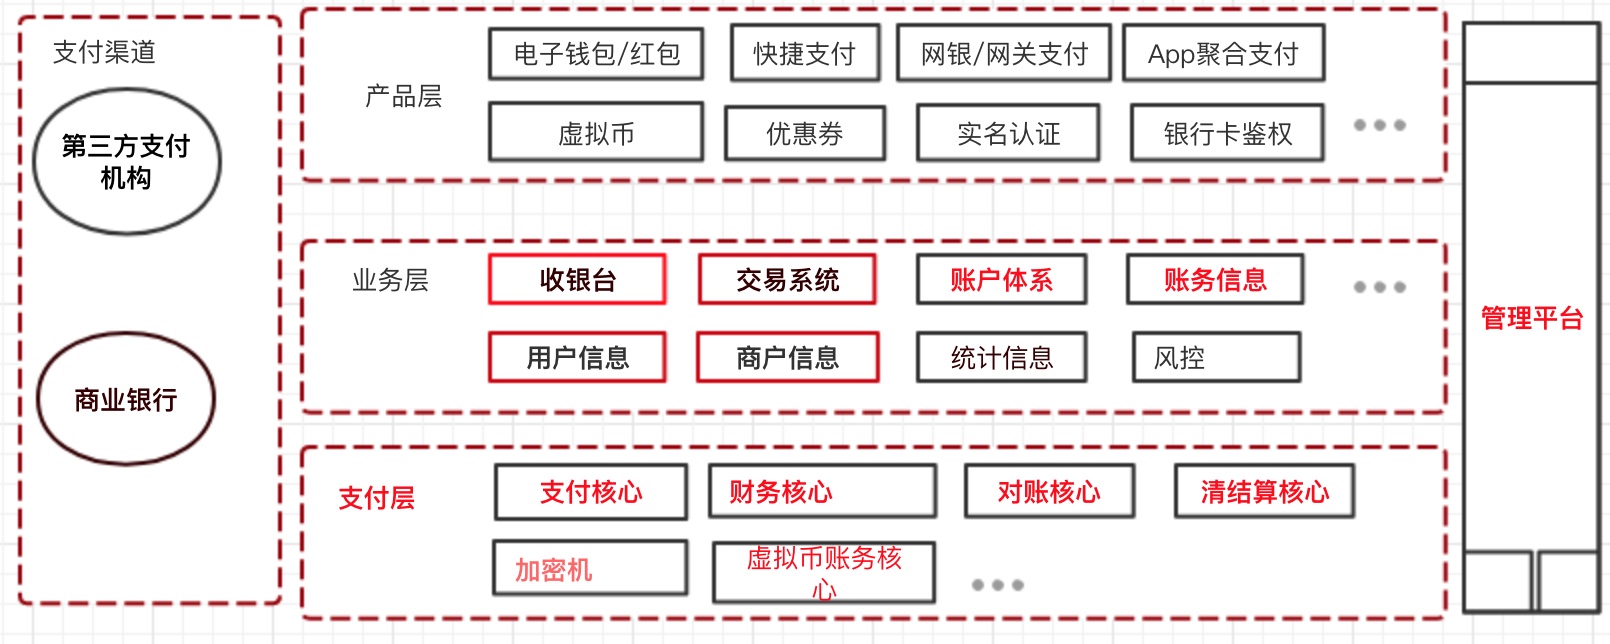 支付渠道
第三方支付
机构
商业银行
产品层
电子钱包/红包
快捷支付
网银/网关支付
App聚合支付
虚拟币
优惠券
实名认证
银行卡鉴权
业务层
收银台
交易系统
账户体系
账务信息
用户信息
商户信息
统计信息
风控
支付层
支付核心
财务核心
对账核心
清结算核心
加密机
虚拟币账务核
心
管理平台